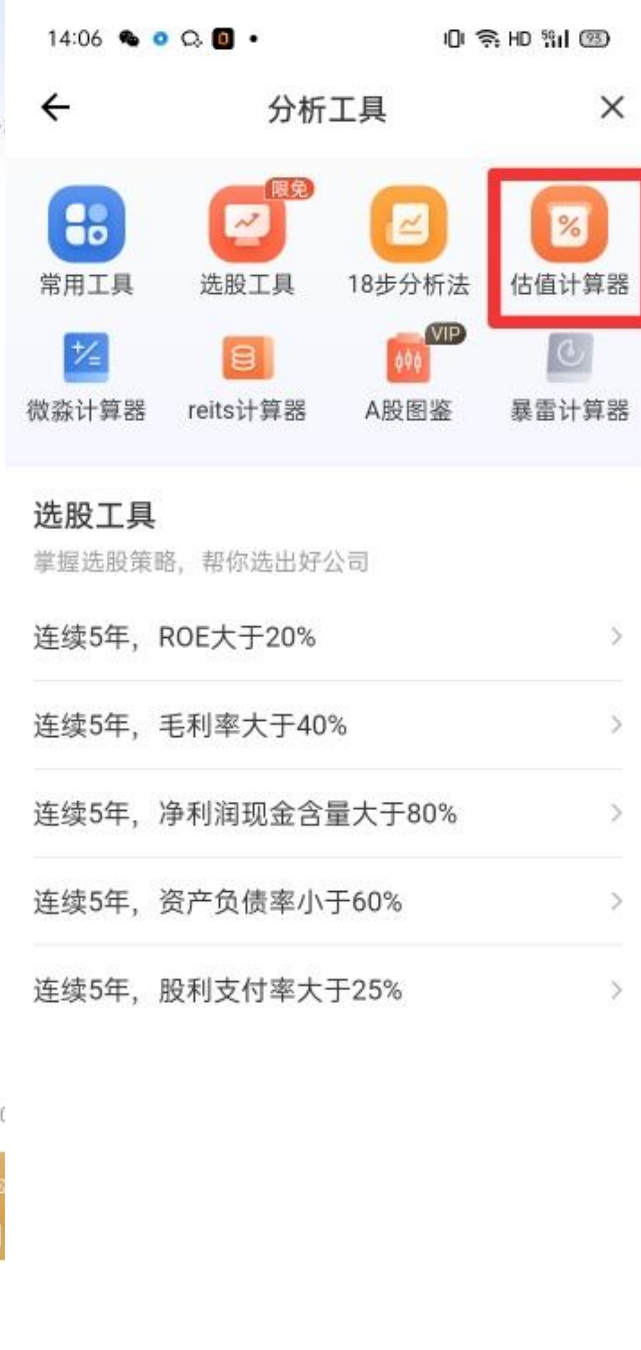 14:06 HD 5G 93
分析工具
限免
常用工具 选股工具 18步分析法 估值计算器
VIP
微淼计算器 reits计算器 A股图鉴 暴雷计算器
选股工具
掌握选股策略，帮你选出好公司
连续5年，ROE大于20%
连续5年，毛利率大于40%
连续5年，净利润现金含量大于80%
连续5年，资产负债率小于60%
连续5年，股利支付率大于25%